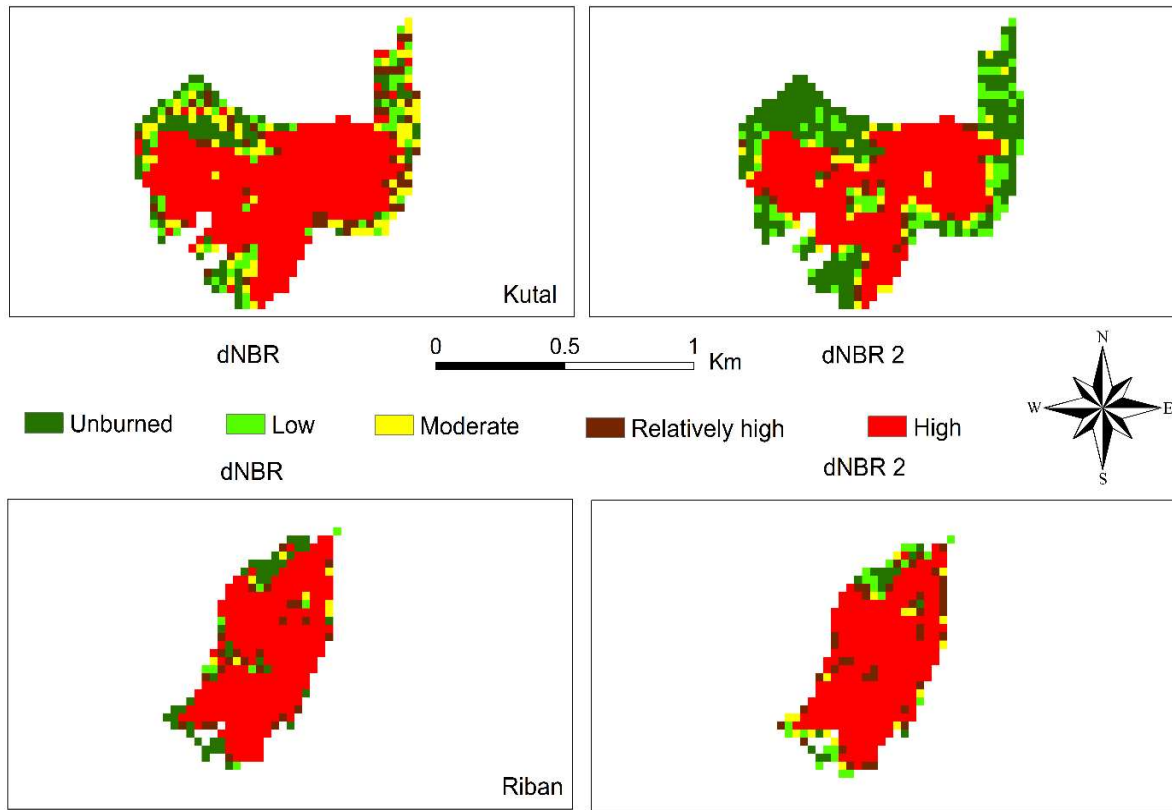 Kutal
dNBR
0 0.5 1
Km
dNBR 2
N
W E
S
Unburned Low Moderate Relatively high High
dNBR
dNBR 2
Riban